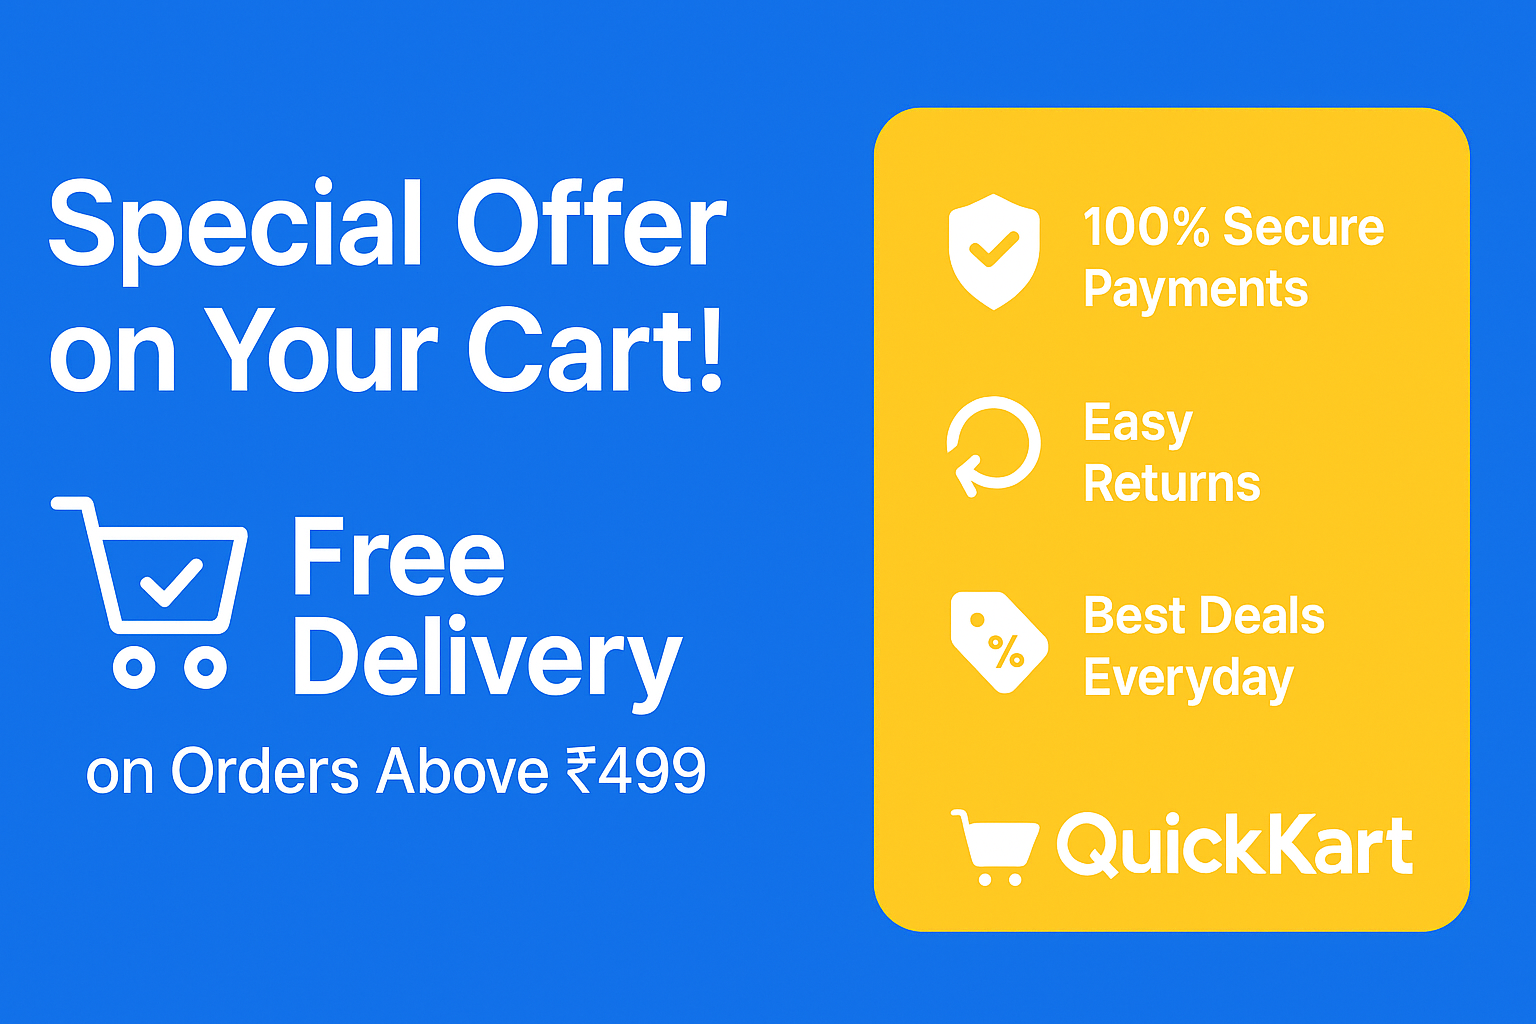 Special Offer
on Your Cart!
Free
Delivery
on Orders Above ₹499
100% Secure
Payments
Easy
Returns
%
Best Deals
Everyday
QuickKart